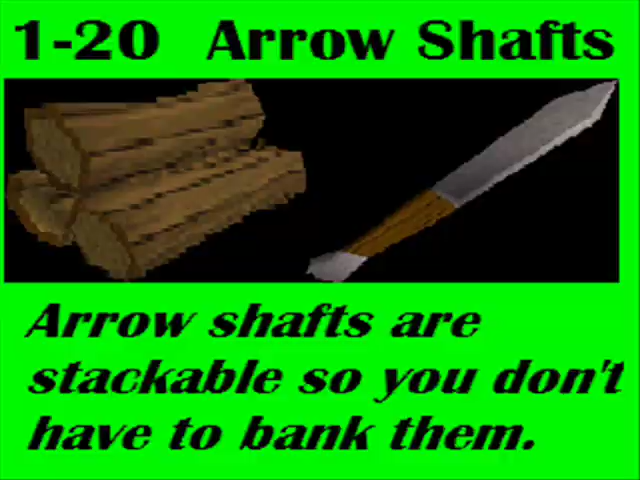 1-20 Arrow Shafts
Arrow shafts are
stackable so you don't
have to bank them.